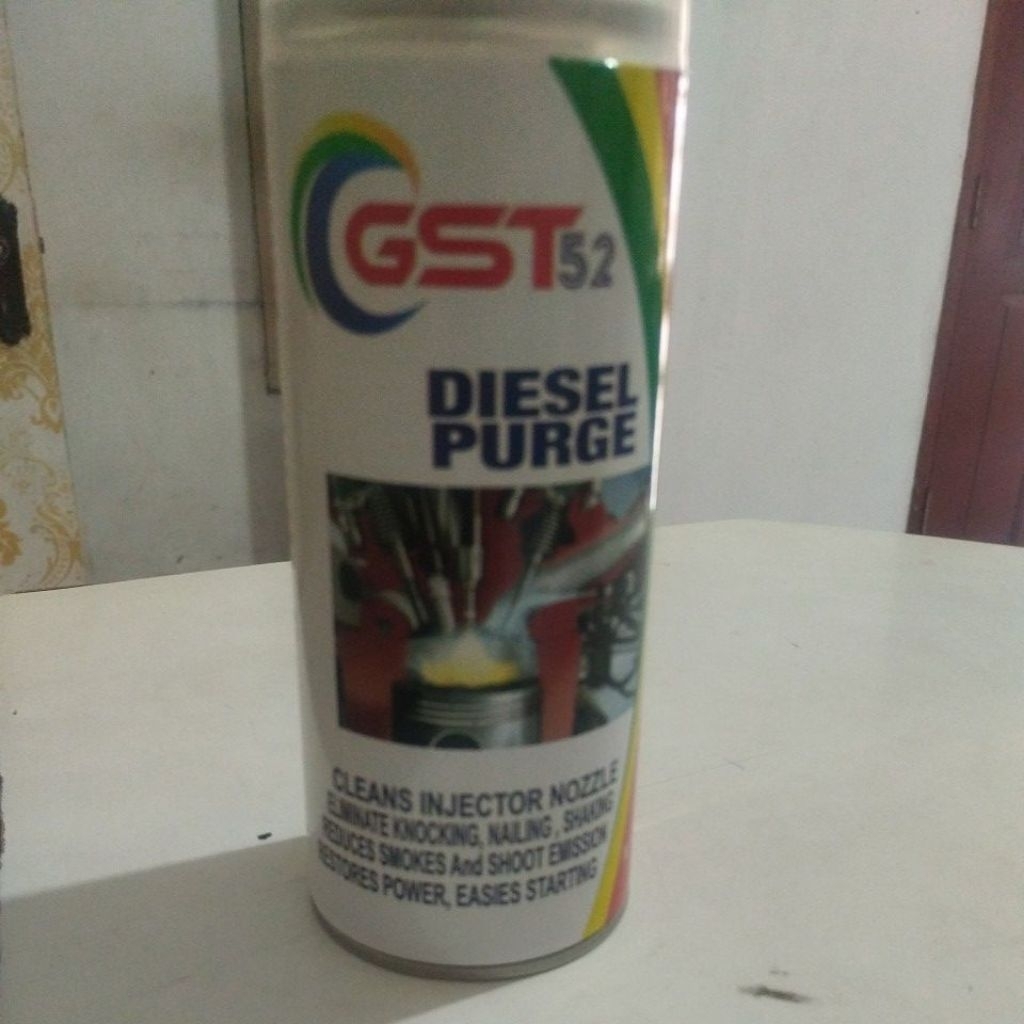 GST52
DIESEL
PURGE
CLEANS INJECTOR NOZZLE
ELIMINATE KNOCKING, NAILING , SHAKING
REDUCES SMOKES And SHOOT EMISSION
RESTORES POWER, EASIES STARTING